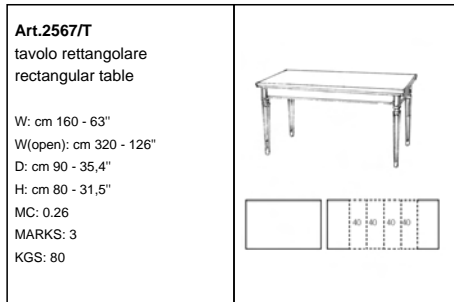 Art.2567/T
tavolo rettangolare
rectangular table
W: cm 160 - 63"
W(open): cm 320 - 126"
D: cm 90 - 35,4"
H: cm 80 - 31,5"
MC: 0.26
MARKS: 3
KGS: 80
40 40 40 40